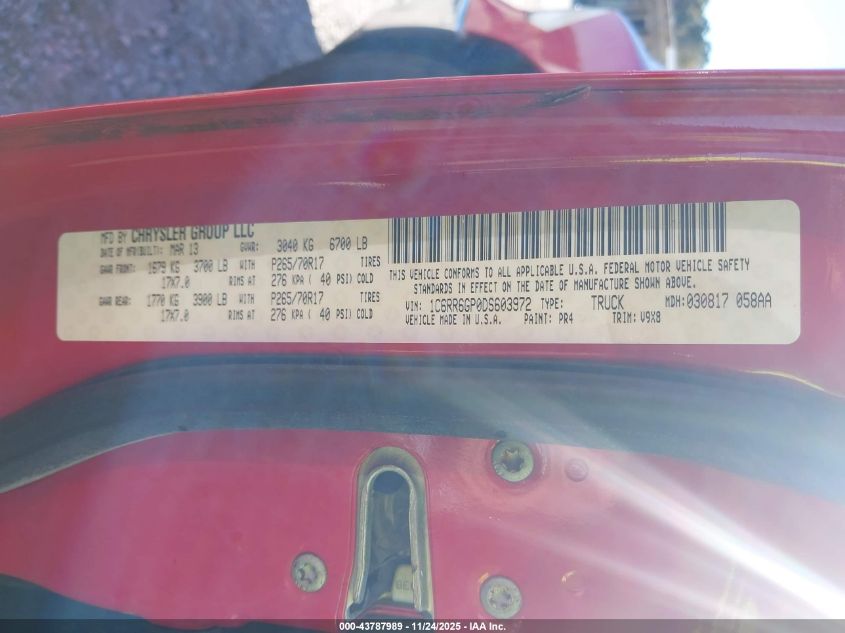 MFD BY CHRYSLER GROUP LLC
DATE OF MFR(BUILT): MAR 13 GVWR: 3040 KG 6700 LB
GAWR FRONT: 1679 KG 3700 LB WITH P265/70R17 TIRES
17X7.0 RIMS AT 276 KPA ( 40 PSI) COLD
GAWR REAR: 1770 KG 3900 LB WITH P265/70R17 TIRES
17X7.0 RIMS AT 276 KPA ( 40 PSI) COLD
THIS VEHICLE CONFORMS TO ALL APPLICABLE U.S.A. FEDERAL MOTOR VEHICLE SAFETY
STANDARDS IN EFFECT ON THE DATE OF MANUFACTURE SHOWN ABOVE.
VIN: 1C6RR6GP0DS603972 TYPE: TRUCK MDH: 030817 058AA
VEHICLE MADE IN U.S.A. PAINT: PR4 TRIM: V9X8
000-43787989 - 11/24/2025 - IAA Inc.